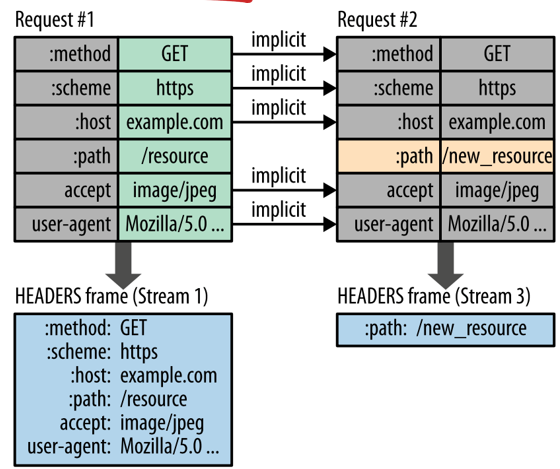 Request #1
:method GET
:scheme https
:host example.com
:path /resource
accept image/jpeg
user-agent Mozilla/5.0 ...
implicit
implicit
implicit
implicit
implicit
Request #2
:method GET
:scheme https
:host example.com
:path /new_resource
accept image/jpeg
user-agent Mozilla/5.0 ...
HEADERS frame (Stream 1)
:method: GET
:scheme: https
:host: example.com
:path: /resource
accept: image/jpeg
user-agent: Mozilla/5.0 ...
HEADERS frame (Stream 3)
:path: /new_resource